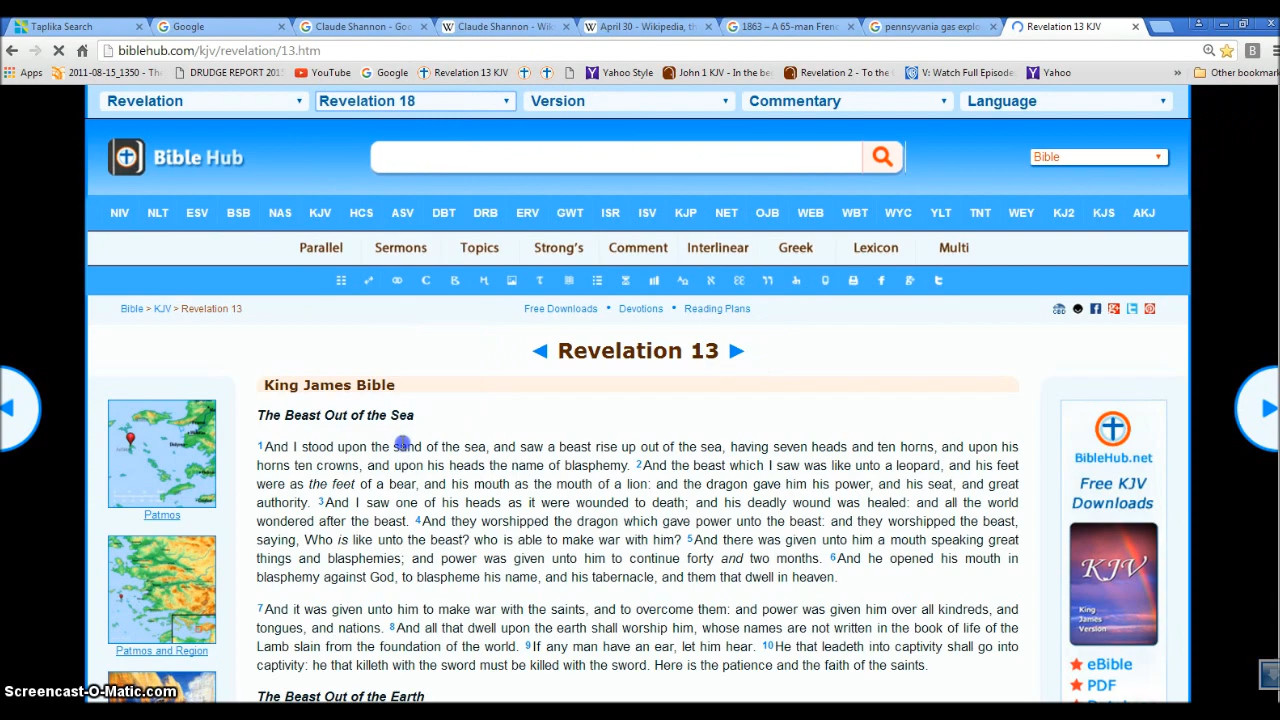 Taplika Search Google Claude Shannon - Goo Claude Shannon - Wiki April 30 - Wikipedia, th 1863 – A 65-man Frenc pennysvania gas explo Revelation 13 KJV
biblehub.com/kjv/revelation/13.htm
Apps 2011-08-15_1350 - The DRUDGE REPORT 201 YouTube Google Revelation 13 KJV Yahoo Style John 1 KJV - In the be Revelation 2 - To the V: Watch Full Episode Yahoo » Other bookmar
Revelation Revelation 18 Version Commentary Language
Bible Hub Bible
NIV NLT ESV BSB NAS KJV HCS ASV DBT DRB ERV GWT ISR ISV KJP NET OJB WEB WBT WYC YLT TNT WEY KJ2 KJS AKJ
Parallel Sermons Topics Strong's Comment Interlinear Greek Lexicon Multi
Bible > KJV > Revelation 13 Free Downloads • Devotions • Reading Plans
◄ Revelation 13 ►
King James Bible
The Beast Out of the Sea
1And I stood upon the sand of the sea, and saw a beast rise up out of the sea, having seven heads and ten horns, and upon his
horns ten crowns, and upon his heads the name of blasphemy. 2And the beast which I saw was like unto a leopard, and his feet
were as the feet of a bear, and his mouth as the mouth of a lion: and the dragon gave him his power, and his seat, and great
authority. 3And I saw one of his heads as it were wounded to death; and his deadly wound was healed: and all the world
wondered after the beast. 4And they worshipped the dragon which gave power unto the beast: and they worshipped the beast,
saying, Who is like unto the beast? who is able to make war with him? 5And there was given unto him a mouth speaking great
things and blasphemies; and power was given unto him to continue forty and two months. 6And he opened his mouth in
blasphemy against God, to blaspheme his name, and his tabernacle, and them that dwell in heaven.
7And it was given unto him to make war with the saints, and to overcome them: and power was given him over all kindreds, and
tongues, and nations. 8And all that dwell upon the earth shall worship him, whose names are not written in the book of life of the
Lamb slain from the foundation of the world. 9If any man have an ear, let him hear. 10He that leadeth into captivity shall go into
captivity: he that killeth with the sword must be killed with the sword. Here is the patience and the faith of the saints.
The Beast Out of the Earth
Patmos
Patmos and Region
BibleHub.net
Free KJV
Downloads
KJV
King
James
Version
eBible
PDF
Screencast-O-Matic.com